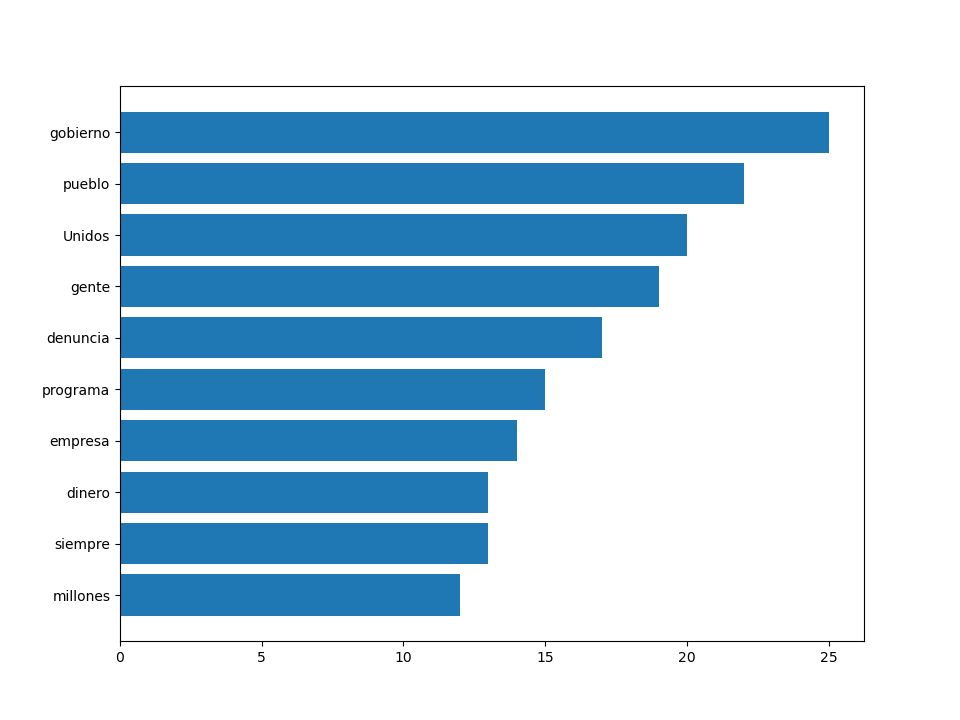 gobierno
pueblo
Unidos
gente
denuncia
programa
empresa
dinero
siempre
millones
0 5 10 15 20 25